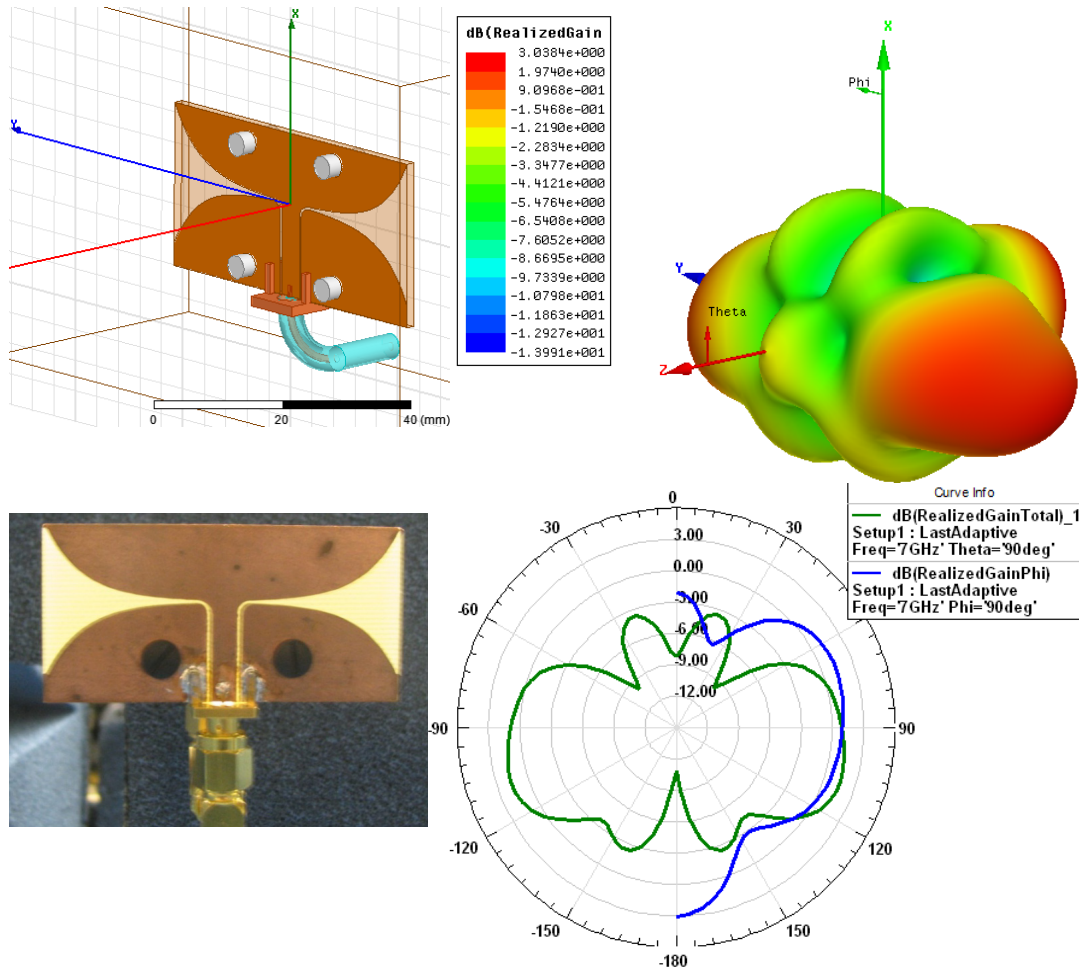 X
Y
0
20
40 (mm)
dB(RealizedGain
3.0384e+000
1.9740e+000
9.0968e-001
-1.5468e-001
-1.2190e+000
-2.2834e+000
-3.3477e+000
-4.4121e+000
-5.4764e+000
-6.5408e+000
-7.6052e+000
-8.6695e+000
-9.7339e+000
-1.0798e+001
-1.1863e+001
-1.2927e+001
-1.3991e+001
X
Phi
Y
Theta
Z
Curve Info
dB(RealizedGainTotal)_1
Setup1 : LastAdaptive
Freq='7GHz' Theta='90deg'
dB(RealizedGainPhi)
Setup1 : LastAdaptive
Freq='7GHz' Phi='90deg'
0
-30
30
3.00
0.00
-3.00
-6.00
-9.00
-12.00
-60
-90
90
-120
120
-150
150
-180